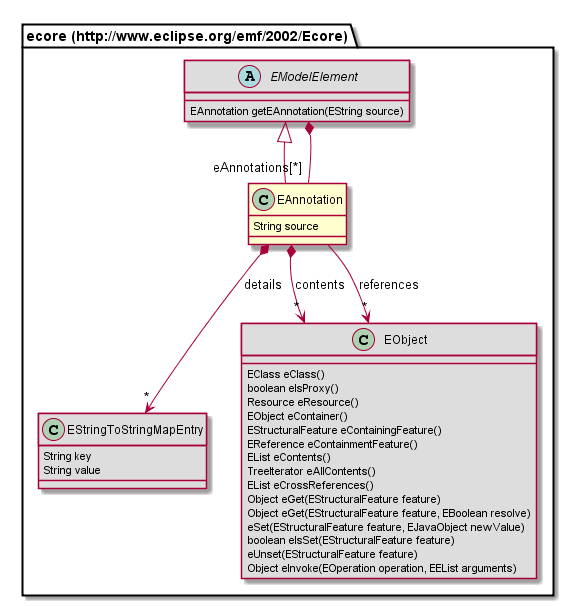 ecore (http://www.eclipse.org/emf/2002/Ecore)
A EModelElement
EAnnotation getEAnnotation(EString source)
eAnnotations[*]
C EAnnotation
String source
details
contents
references
*
*
*
C EObject
EClass eClass()
boolean eIsProxy()
Resource eResource()
EObject eContainer()
EStructuralFeature eContainingFeature()
EReference eContainmentFeature()
EList eContents()
TreeIterator eAllContents()
EList eCrossReferences()
Object eGet(EStructuralFeature feature)
Object eGet(EStructuralFeature feature, EBoolean resolve)
eSet(EStructuralFeature feature, EJavaObject newValue)
boolean eIsSet(EStructuralFeature feature)
eUnset(EStructuralFeature feature)
Object eInvoke(EOperation operation, EEList arguments)
C EStringToStringMapEntry
String key
String value